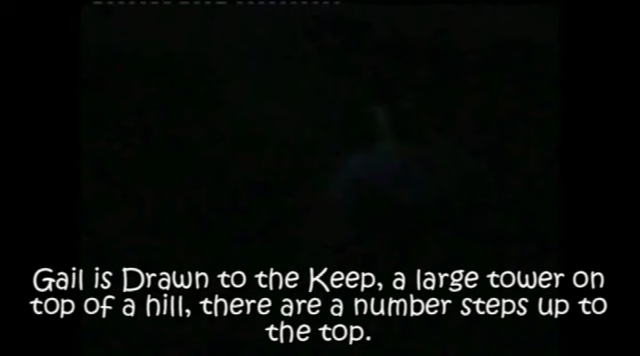 Gail is Drawn to the Keep, a large tower on
top of a hill, there are a number steps up to
the top.